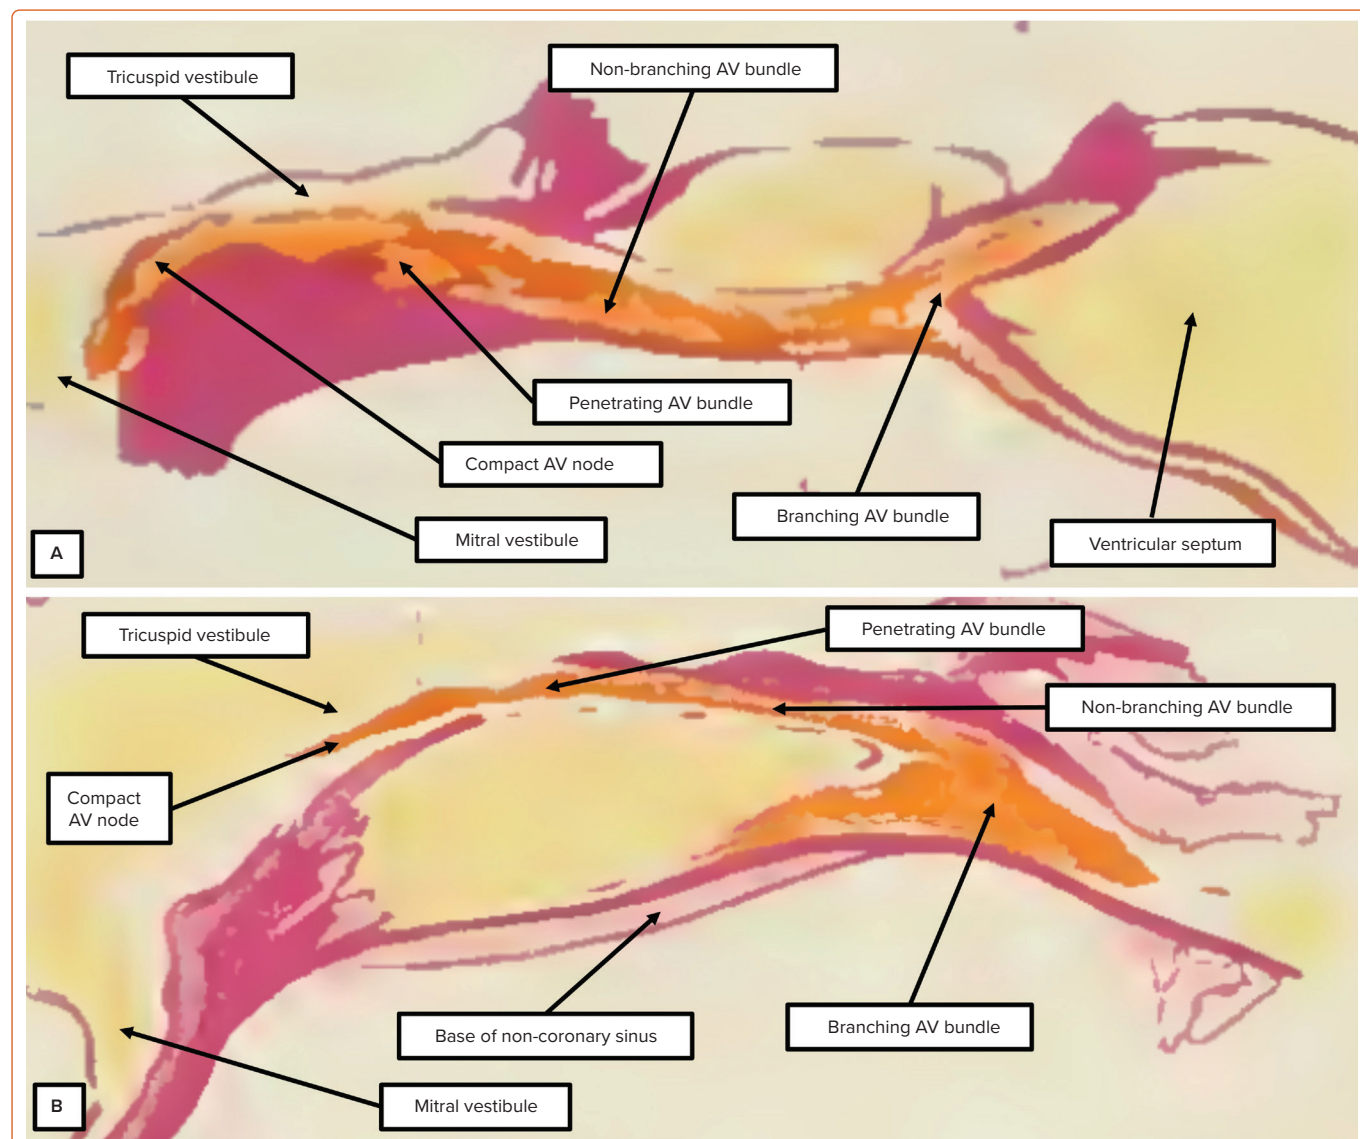 Tricuspid vestibule
Non-branching AV bundle
Penetrating AV bundle
Compact AV node
Mitral vestibule
Branching AV bundle
Ventricular septum
A
Tricuspid vestibule
Penetrating AV bundle
Non-branching AV bundle
Compact
AV node
Base of non-coronary sinus
Branching AV bundle
Mitral vestibule
B